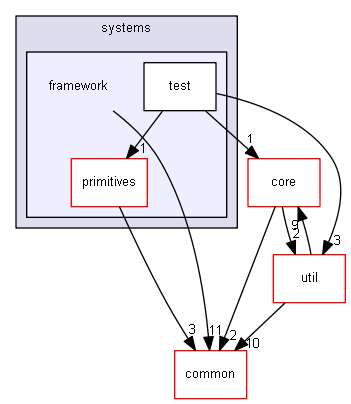 systems
framework
test
1
1
primitives
core
9
2
3
util
3
11
2
10
common